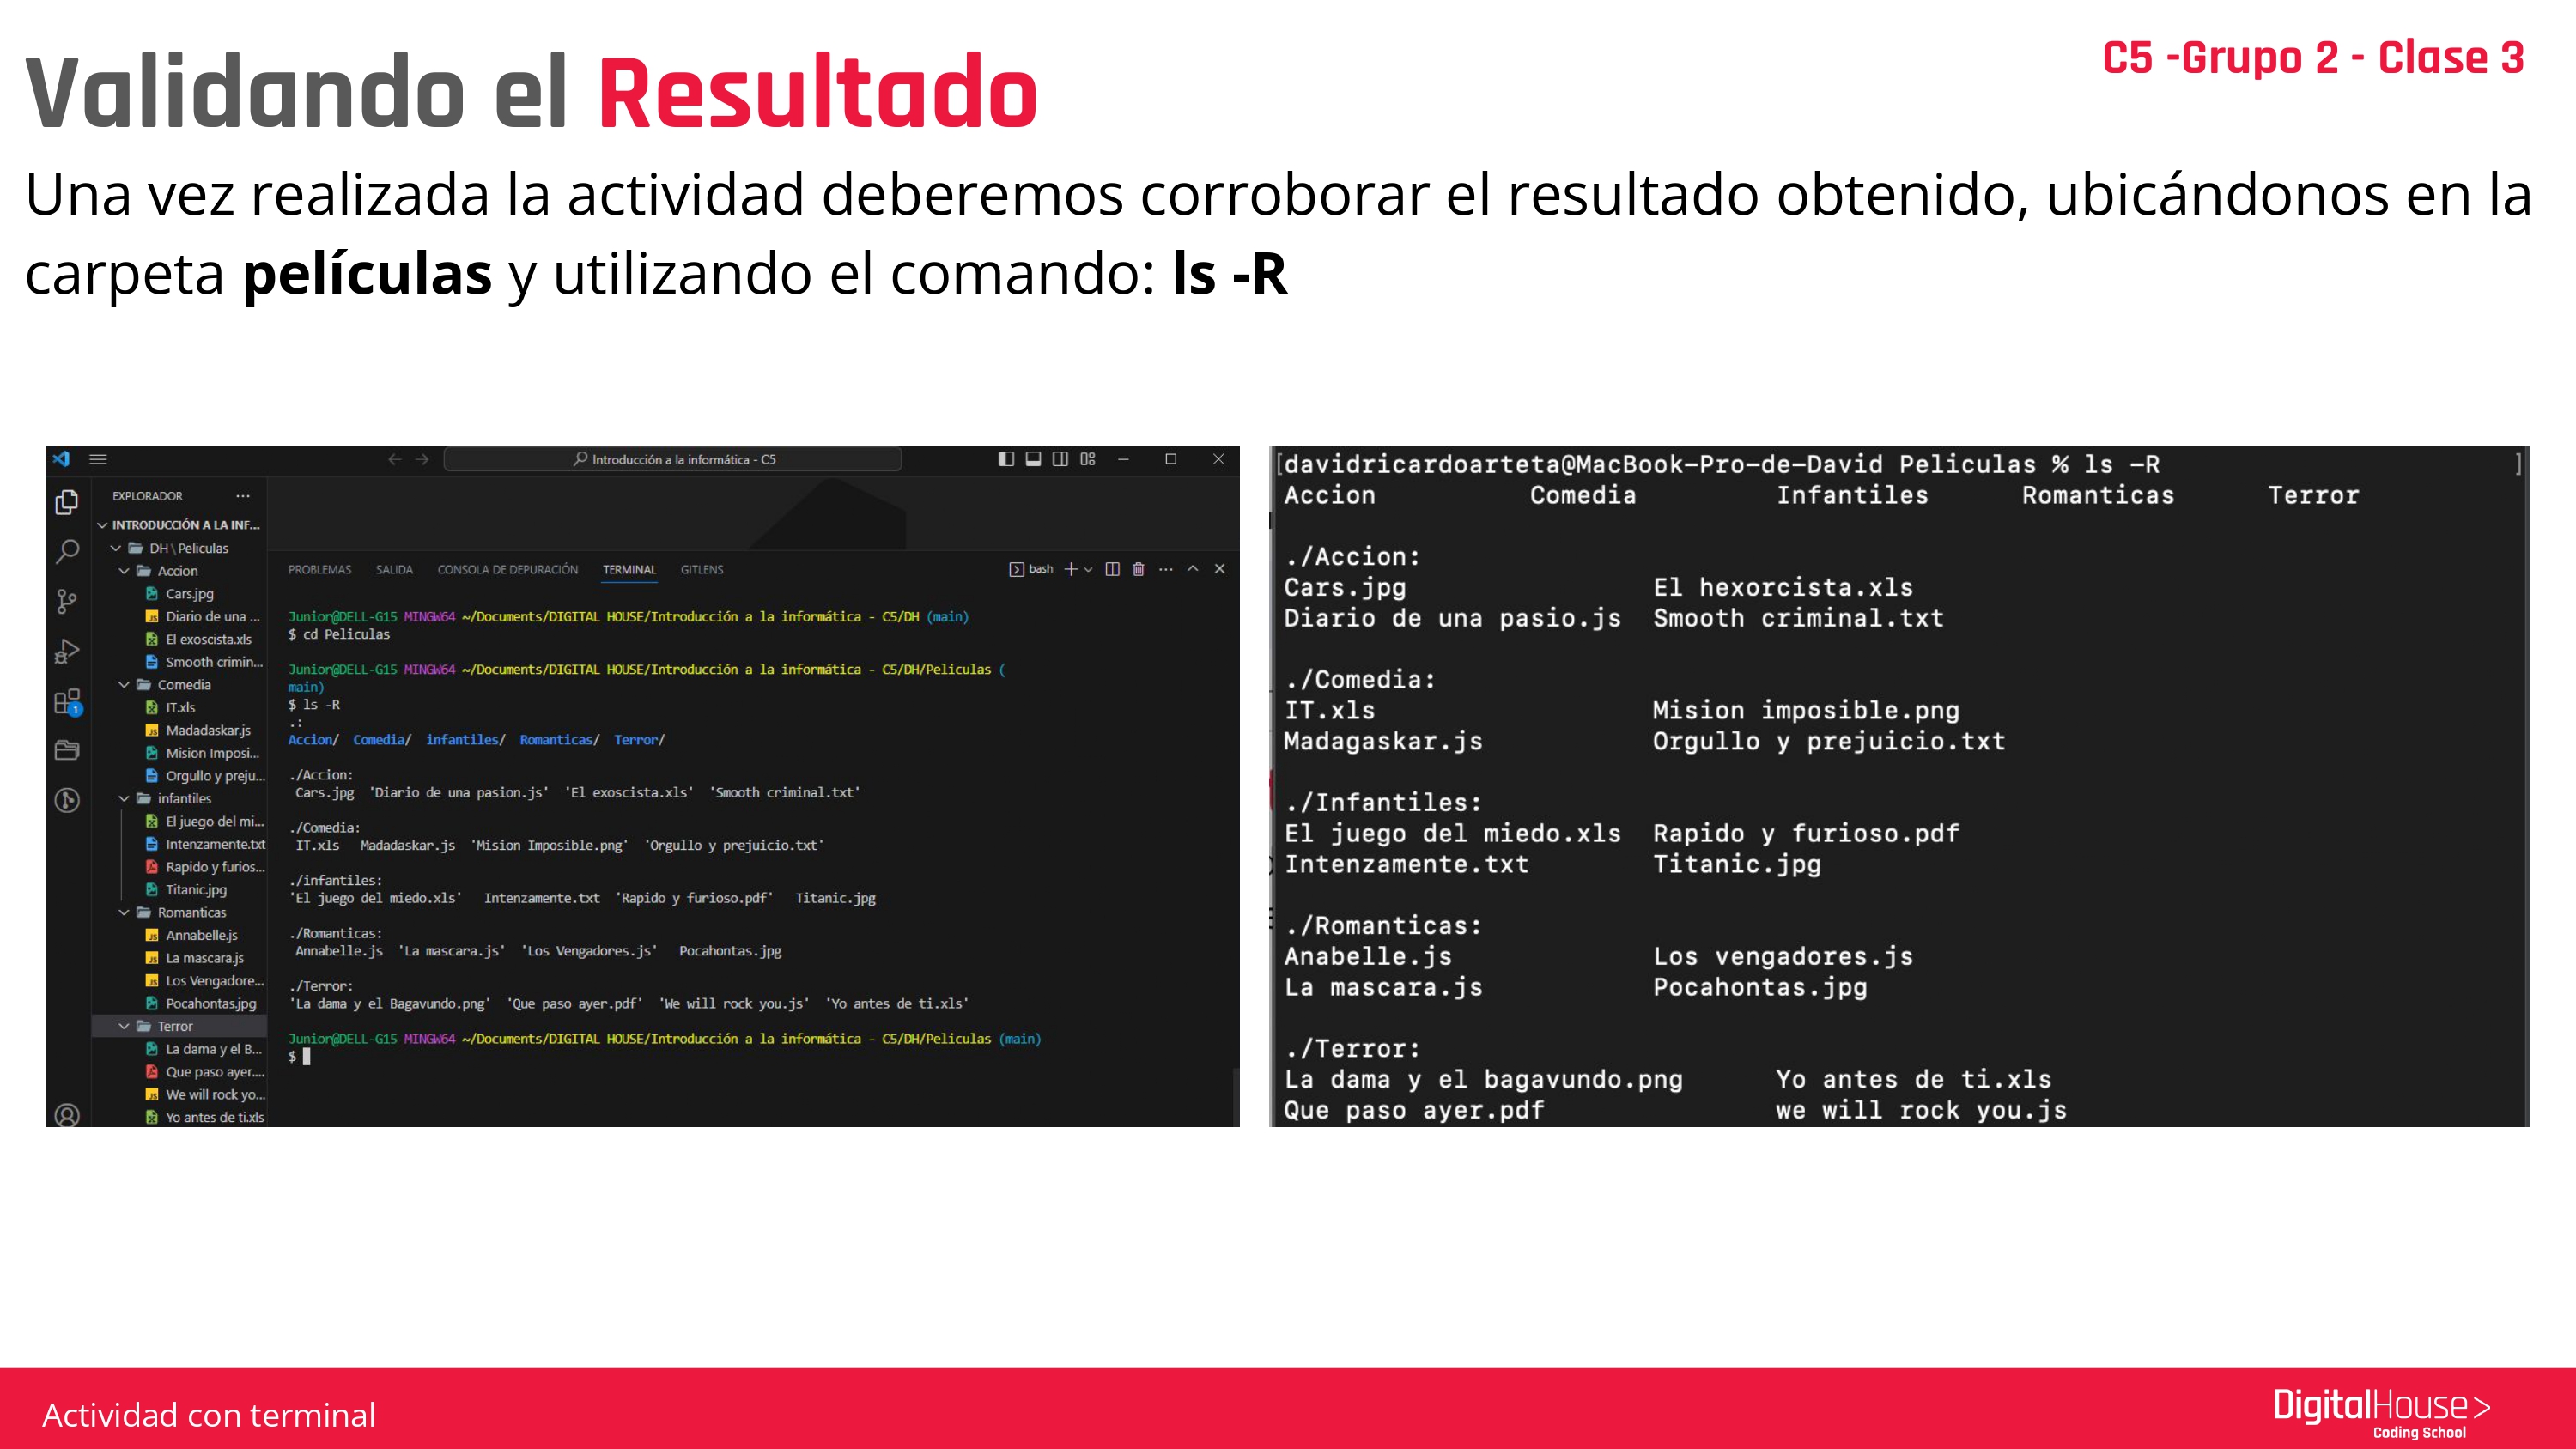 Validando el Resultado
C5 -Grupo 2 - Clase 3
Una vez realizada la actividad deberemos corroborar el resultado obtenido, ubicándonos en la
carpeta películas y utilizando el comando: ls -R
Introducción a la informática - C5
EXPLORADOR ...
INTRODUCCIÓN A LA INF...
DH\Peliculas
Accion
Cars.jpg
Diario de una ...
El exoscista.xls
Smooth crimin...
Comedia
IT.xls
Madadaskar.js
Mision Imposi...
Orgullo y preju...
infantiles
El juego del mi...
Intenzamente.txt
Rapido y furios...
Titanic.jpg
Romanticas
Annabelle.js
La mascara.js
Los Vengadore...
Pocahontas.jpg
Terror
La dama y el B...
Que paso ayer....
We will rock yo...
Yo antes de ti.xls
1
PROBLEMAS SALIDA CONSOLA DE DEPURACIÓN TERMINAL GITLENS
bash
Junior@DELL-G15 MINGW64 ~/Documents/DIGITAL HOUSE/Introducción a la informática - C5/DH (main)
$ cd Peliculas
Junior@DELL-G15 MINGW64 ~/Documents/DIGITAL HOUSE/Introducción a la informática - C5/DH/Peliculas (
main)
$ ls -R
.:
Accion/ Comedia/ infantiles/ Romanticas/ Terror/
./Accion:
Cars.jpg 'Diario de una pasion.js' 'El exoscista.xls' 'Smooth criminal.txt'
./Comedia:
IT.xls Madadaskar.js 'Mision Imposible.png' 'Orgullo y prejuicio.txt'
./infantiles:
'El juego del miedo.xls' Intenzamente.txt 'Rapido y furioso.pdf' Titanic.jpg
./Romanticas:
Annabelle.js 'La mascara.js' 'Los Vengadores.js' Pocahontas.jpg
./Terror:
'La dama y el Bagavundo.png' 'Que paso ayer.pdf' 'We will rock you.js' 'Yo antes de ti.xls'
Junior@DELL-G15 MINGW64 ~/Documents/DIGITAL HOUSE/Introducción a la informática - C5/DH/Peliculas (main)
$
[davidricardoarteta@MacBook-Pro-de-David Peliculas % ls -R ]
Accion Comedia Infantiles Romanticas Terror
./Accion:
Cars.jpg El hexorcista.xls
Diario de una pasio.js Smooth criminal.txt
./Comedia:
IT.xls Mision imposible.png
Madagaskar.js Orgullo y prejuicio.txt
./Infantiles:
El juego del miedo.xls Rapido y furioso.pdf
Intenzamente.txt Titanic.jpg
./Romanticas:
Anabelle.js Los vengadores.js
La mascara.js Pocahontas.jpg
./Terror:
La dama y el bagavundo.png Yo antes de ti.xls
Que paso ayer.pdf we will rock you.js
Actividad con terminal
DigitalHouse>
Coding School